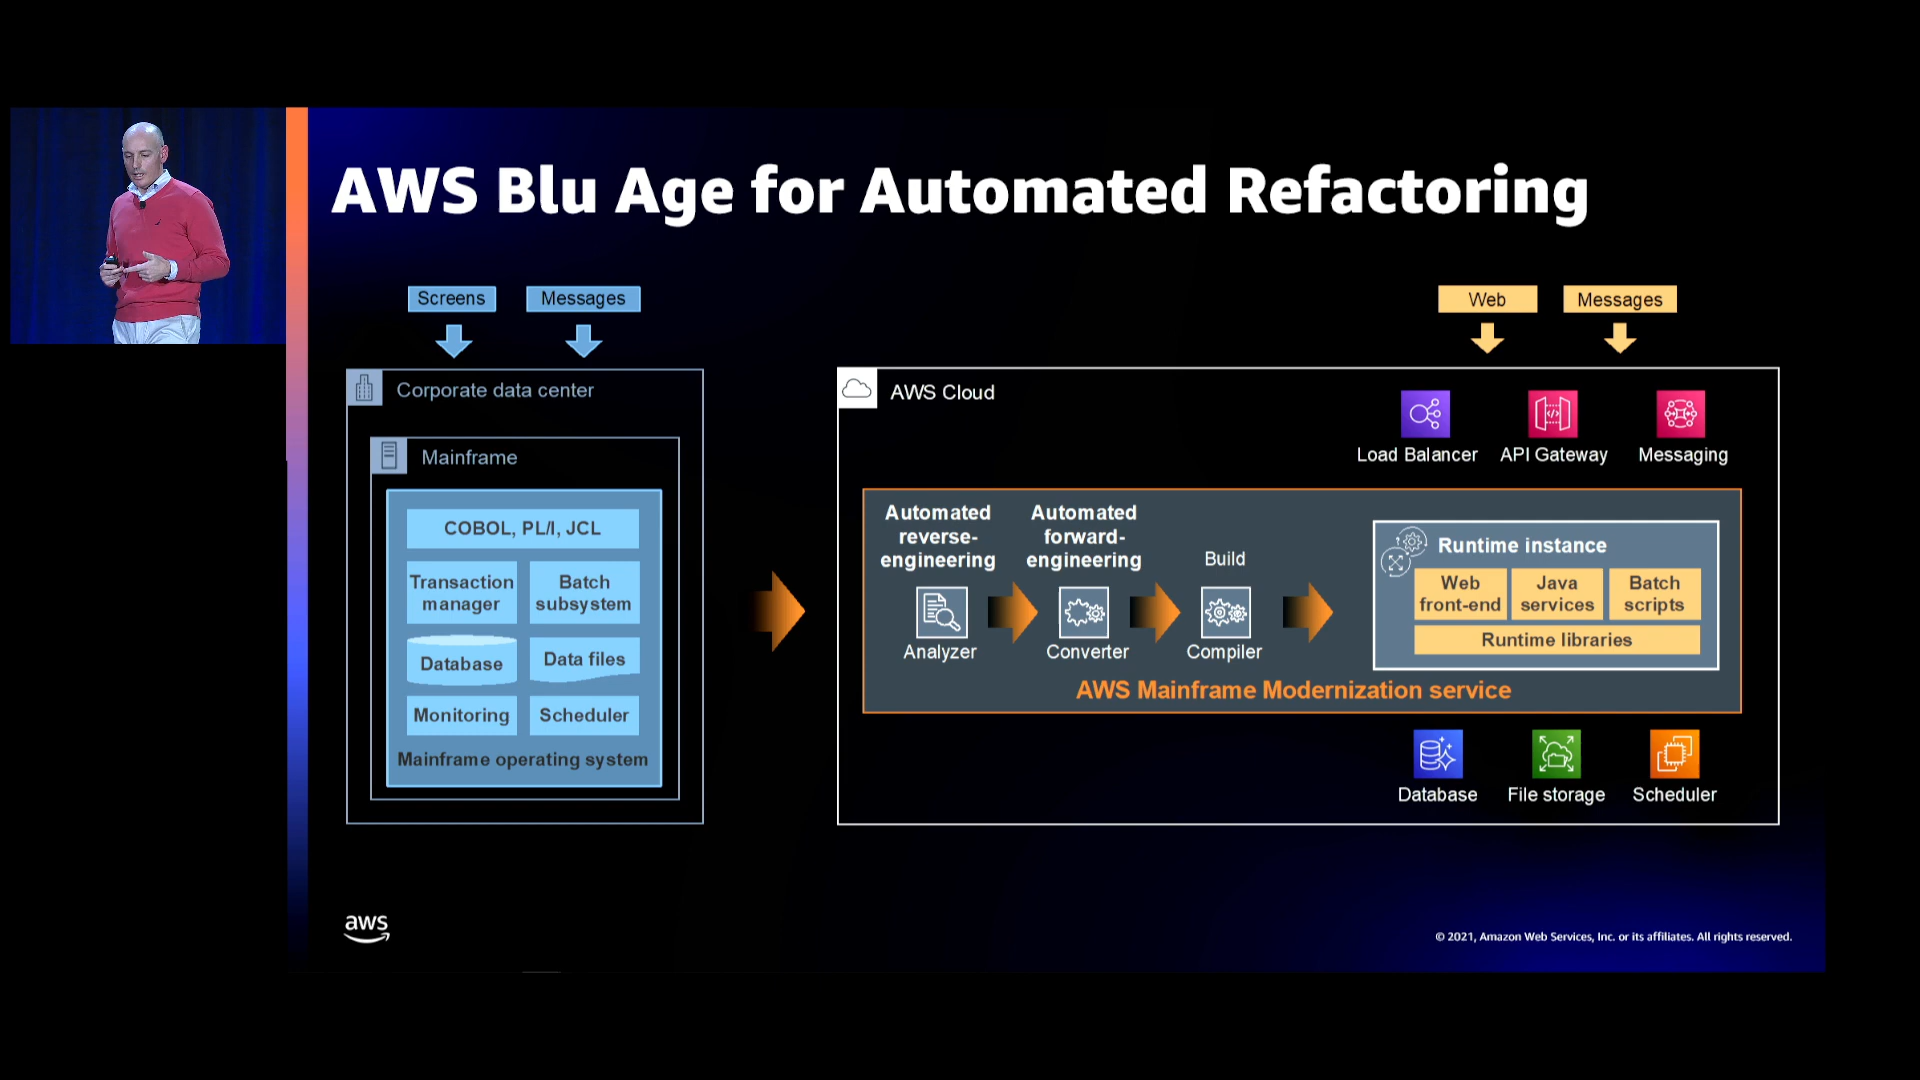 AWS Blu Age for Automated Refactoring
Screens
Messages
Corporate data center
Mainframe
COBOL, PL/I, JCL
Transaction
manager
Batch
subsystem
Database
Data files
Monitoring
Scheduler
Mainframe operating system
Web
Messages
AWS Cloud
Load Balancer
API Gateway
Messaging
Automated
reverse-
engineering
Automated
forward-
engineering
Build
Analyzer
Converter
Compiler
Runtime instance
Web
front-end
Java
services
Batch
scripts
Runtime libraries
AWS Mainframe Modernization service
Database
File storage
Scheduler
aws
© 2021, Amazon Web Services, Inc. or its affiliates. All rights reserved.